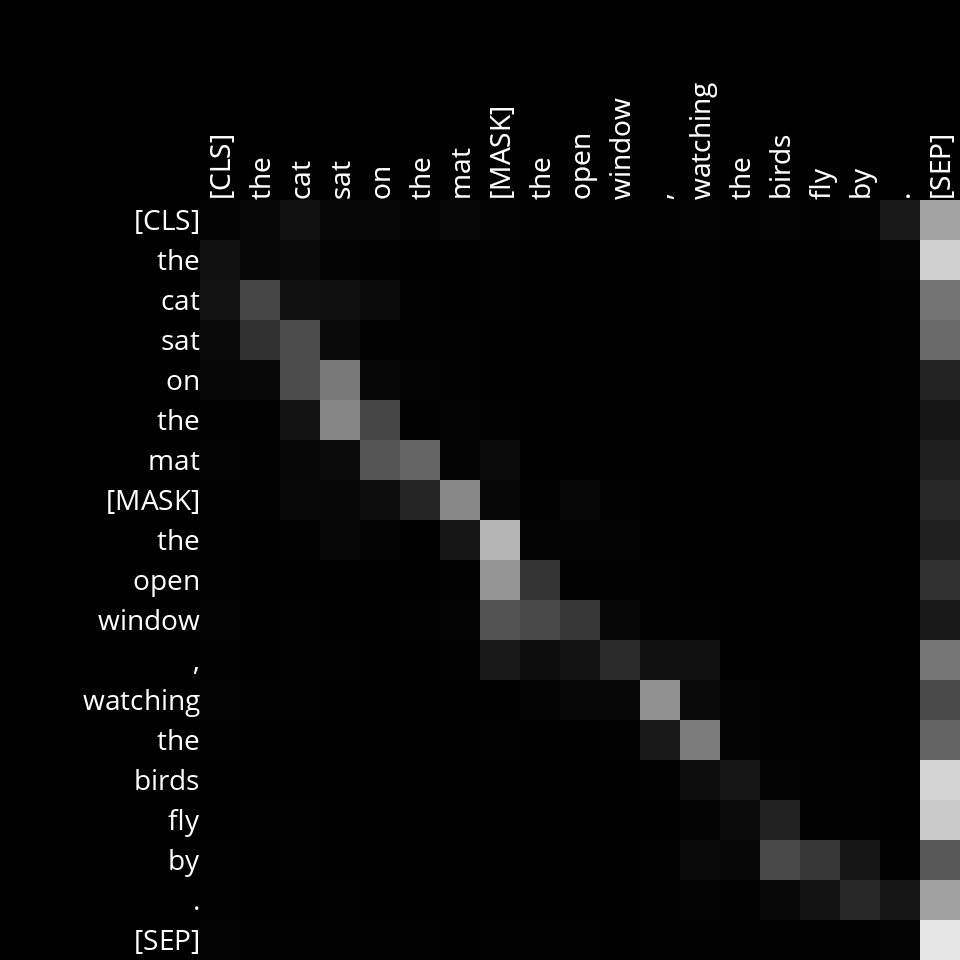 [CLS] the cat sat on the mat [MASK] the open window , watching the birds fly by . [SEP]
[CLS]
the
cat
sat
on
the
mat
[MASK]
the
open
window
,
watching
the
birds
fly
by
.
[SEP]